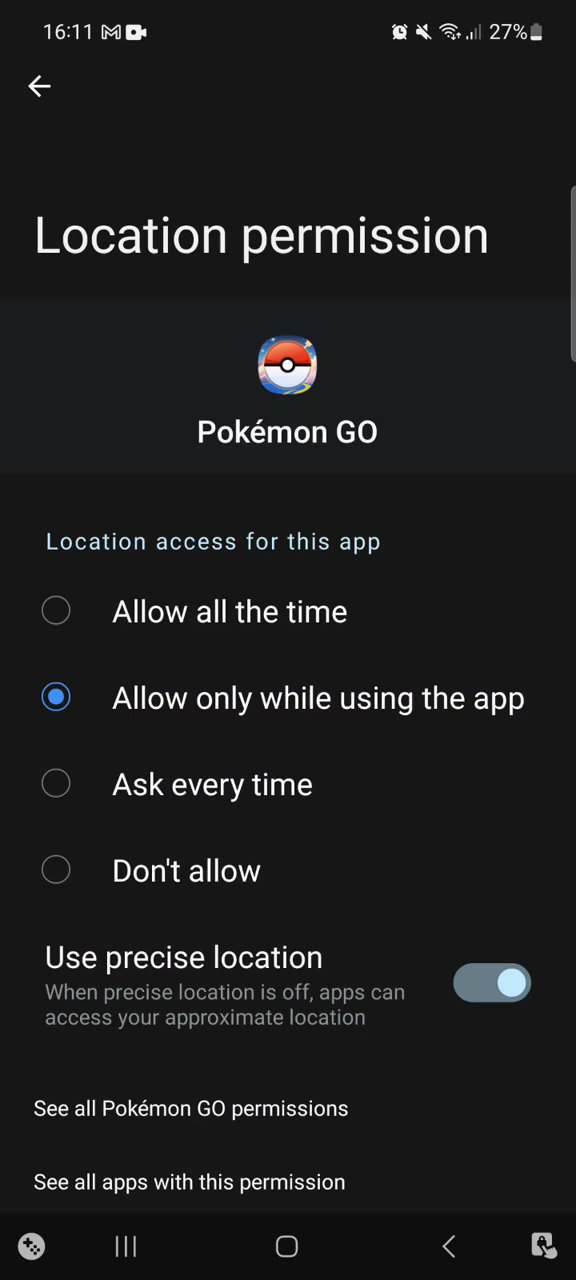 16:11 27%
Location permission
Pokémon GO
Location access for this app
Allow all the time
Allow only while using the app
Ask every time
Don't allow
Use precise location
When precise location is off, apps can
access your approximate location
See all Pokémon GO permissions
See all apps with this permission